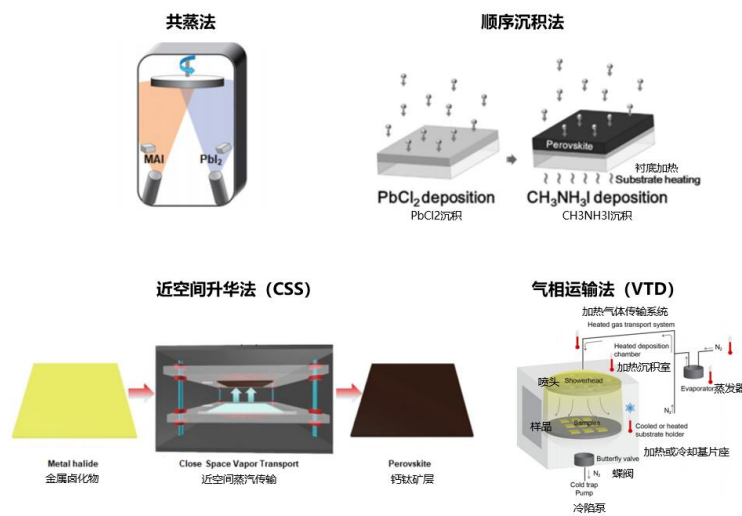 共蒸法
MAI
PbI₂
顺序沉积法
Perovskite
衬底加热
Substrate heating
PbCl₂ deposition
PbCl2沉积
CH₃NH₃I deposition
CH3NH3I沉积
近空间升华法（CSS）
Metal halide
金属卤化物
Close Space Vapor Transport
近空间蒸汽传输
Perovskite
钙钛矿层
气相运输法（VTD）
加热气体传输系统
Heated gas transport system
Heated deposition
chamber
加热沉积室
N₂
Evaporator
蒸发器
喷头
Showerhead
N₂
样品
Samples
Cooled or heated
substrate holder
加热或冷却基片座
Butterfly valve
蝶阀
N₂
Cold trap
Pump
冷陷泵